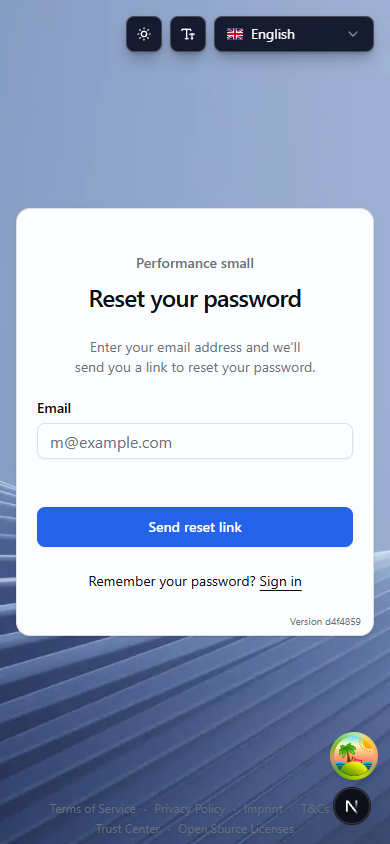 English
Performance small
Reset your password
Enter your email address and we'll
send you a link to reset your password.
Email
m@example.com
Send reset link
Remember your password? Sign in
Version d4f4859
Terms of Service · Privacy Policy · Imprint · T&Cs
Trust Center · Open Source Licenses
N